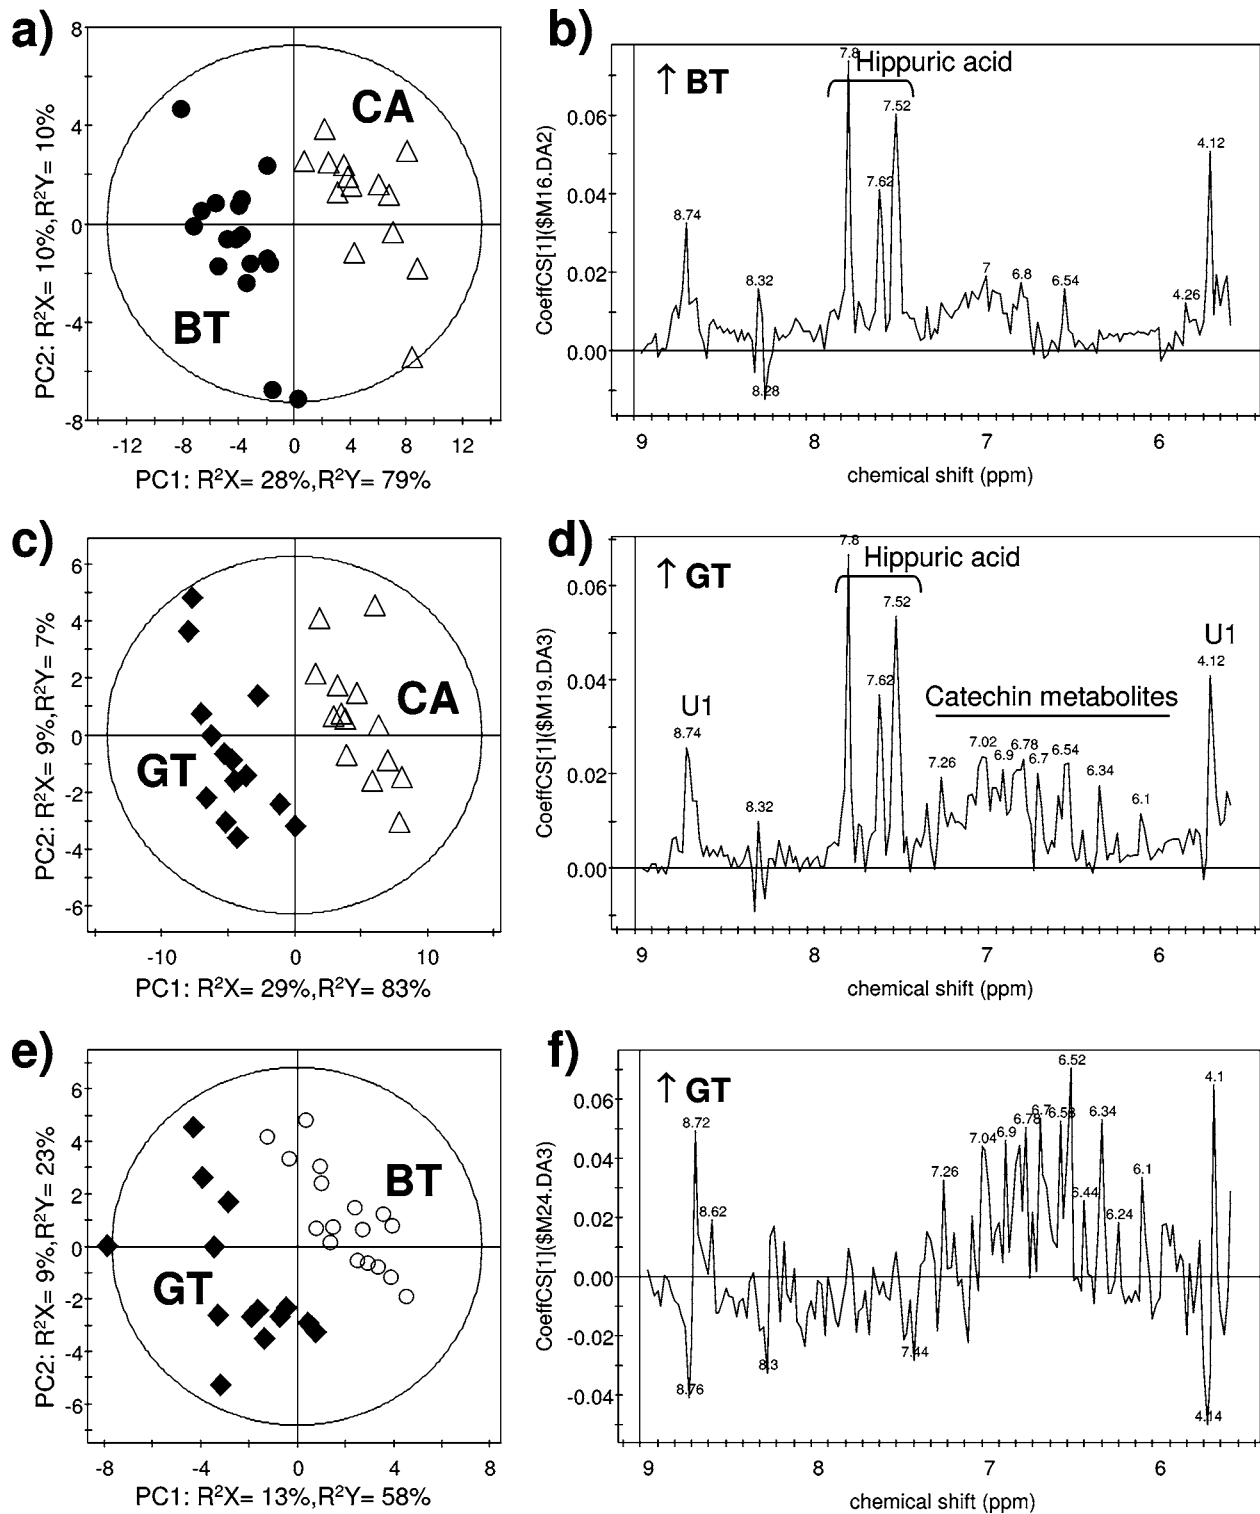 a)
8
4
0
-4
-8
PC2: R²X= 10%,R²Y= 10%
CA
BT
-12 -8 -4 0 4 8 12
PC1: R²X= 28%,R²Y= 79%
b)
↑ BT
Hippuric acid
0.06
0.04
0.02
0.00
CoeffCS[1]($M16.DA2)
8.74
8.32
8.28
7.8
7.62
7.52
7
6.8
6.54
4.26
4.12
9 8 7 6
chemical shift (ppm)
c)
6
4
2
0
-2
-4
-6
PC2: R²X= 9%,R²Y= 7%
CA
GT
-10 0 10
PC1: R²X= 29%,R²Y= 83%
d)
↑ GT
Hippuric acid
U1
Catechin metabolites
U1
0.06
0.04
0.02
0.00
CoeffCS[1]($M19.DA3)
8.74
8.32
7.8
7.62
7.52
7.26
7.02
6.9
6.78
6.7
6.54
6.34
6.1
4.12
9 8 7 6
chemical shift (ppm)
e)
6
4
2
0
-2
-4
-6
PC2: R²X= 9%,R²Y= 23%
BT
GT
-8 -4 0 4 8
PC1: R²X= 13%,R²Y= 58%
f)
↑ GT
0.06
0.04
0.02
0.00
-0.02
-0.04
CoeffCS[1]($M24.DA3)
8.76
8.72
8.62
8.3
7.44
7.26
7.04
6.9
6.78
6.7
6.58
6.52
6.44
6.34
6.24
6.1
4.14
4.1
9 8 7 6
chemical shift (ppm)